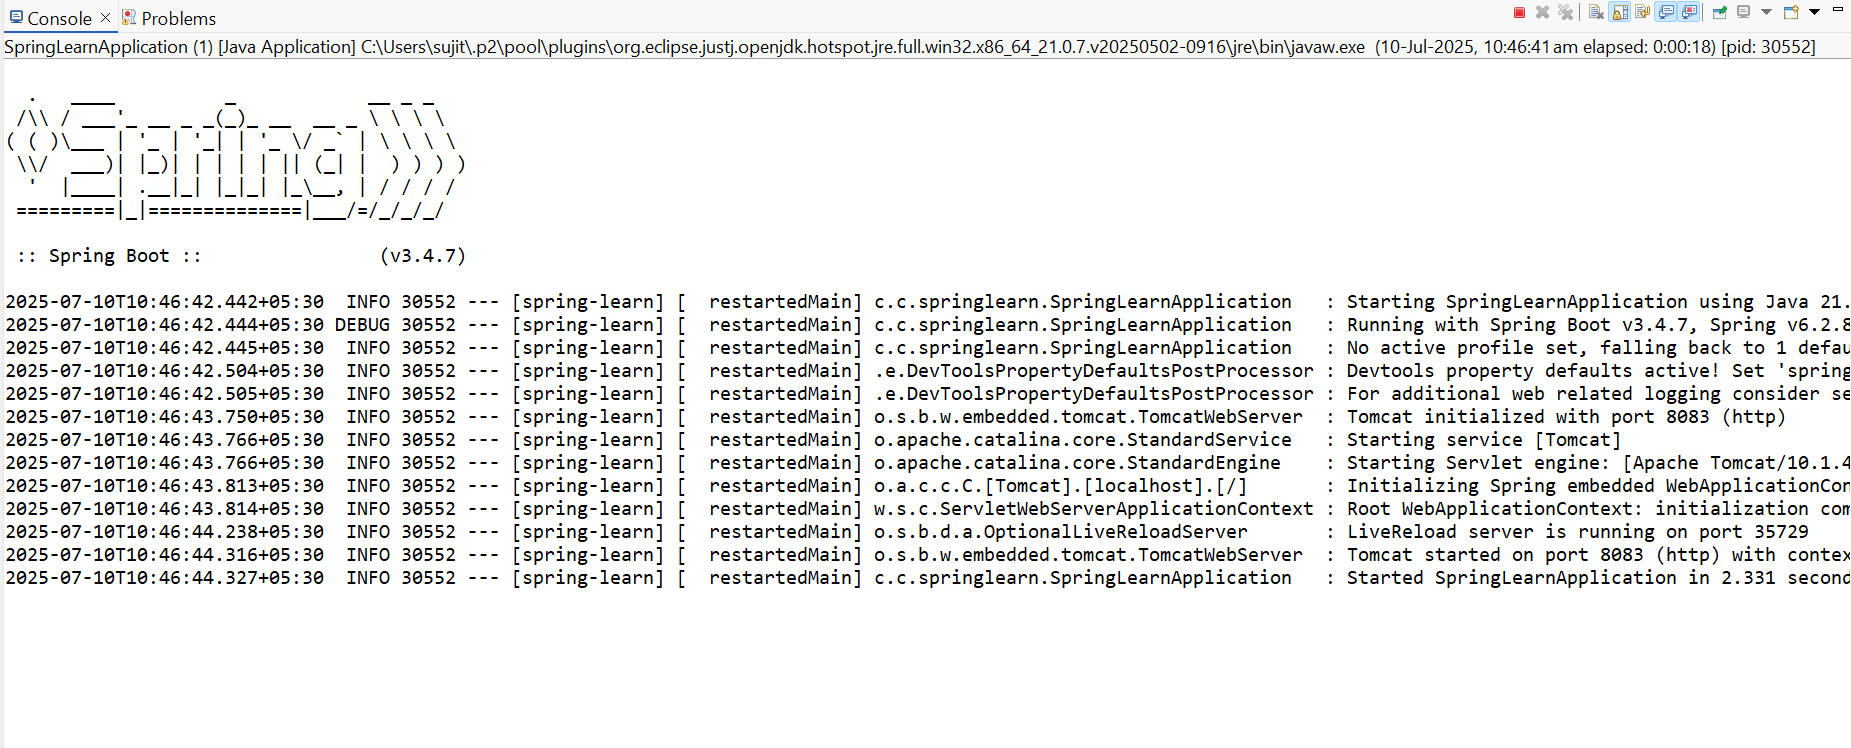 Console × Problems
SpringLearnApplication (1) [Java Application] C:\Users\sujit\.p2\pool\plugins\org.eclipse.justj.openjdk.hotspot.jre.full.win32.x86_64_21.0.7.v20250502-0916\jre\bin\javaw.exe (10-Jul-2025, 10:46:41 am elapsed: 0:00:18) [pid: 30552]
  .   ____          _            __ _ _
 /\\ / ___'_ __ _ _(_)_ __  __ _ \ \ \ \
( ( )\___ | '_ | '_| | '_ \/ _` | \ \ \ \
 \\/  ___)| |_)| | | | | || (_| |  ) ) ) )
  '  |____| .__|_| |_|_| |_\__, | / / / /
 =========|_|==============|___/=/_/_/_/
 :: Spring Boot ::                (v3.4.7)
2025-07-10T10:46:42.442+05:30  INFO 30552 --- [spring-learn] [  restartedMain] c.c.springlearn.SpringLearnApplication   : Starting SpringLearnApplication using Java 21.
2025-07-10T10:46:42.444+05:30 DEBUG 30552 --- [spring-learn] [  restartedMain] c.c.springlearn.SpringLearnApplication   : Running with Spring Boot v3.4.7, Spring v6.2.8
2025-07-10T10:46:42.445+05:30  INFO 30552 --- [spring-learn] [  restartedMain] c.c.springlearn.SpringLearnApplication   : No active profile set, falling back to 1 defau
2025-07-10T10:46:42.504+05:30  INFO 30552 --- [spring-learn] [  restartedMain] .e.DevToolsPropertyDefaultsPostProcessor : Devtools property defaults active! Set 'spring
2025-07-10T10:46:42.505+05:30  INFO 30552 --- [spring-learn] [  restartedMain] .e.DevToolsPropertyDefaultsPostProcessor : For additional web related logging consider se
2025-07-10T10:46:43.750+05:30  INFO 30552 --- [spring-learn] [  restartedMain] o.s.b.w.embedded.tomcat.TomcatWebServer  : Tomcat initialized with port 8083 (http)
2025-07-10T10:46:43.766+05:30  INFO 30552 --- [spring-learn] [  restartedMain] o.apache.catalina.core.StandardService   : Starting service [Tomcat]
2025-07-10T10:46:43.766+05:30  INFO 30552 --- [spring-learn] [  restartedMain] o.apache.catalina.core.StandardEngine    : Starting Servlet engine: [Apache Tomcat/10.1.4
2025-07-10T10:46:43.813+05:30  INFO 30552 --- [spring-learn] [  restartedMain] o.a.c.c.C.[Tomcat].[localhost].[/]       : Initializing Spring embedded WebApplicationCon
2025-07-10T10:46:43.814+05:30  INFO 30552 --- [spring-learn] [  restartedMain] w.s.c.ServletWebServerApplicationContext : Root WebApplicationContext: initialization com
2025-07-10T10:46:44.238+05:30  INFO 30552 --- [spring-learn] [  restartedMain] o.s.b.d.a.OptionalLiveReloadServer       : LiveReload server is running on port 35729
2025-07-10T10:46:44.316+05:30  INFO 30552 --- [spring-learn] [  restartedMain] o.s.b.w.embedded.tomcat.TomcatWebServer  : Tomcat started on port 8083 (http) with contex
2025-07-10T10:46:44.327+05:30  INFO 30552 --- [spring-learn] [  restartedMain] c.c.springlearn.SpringLearnApplication   : Started SpringLearnApplication in 2.331 second